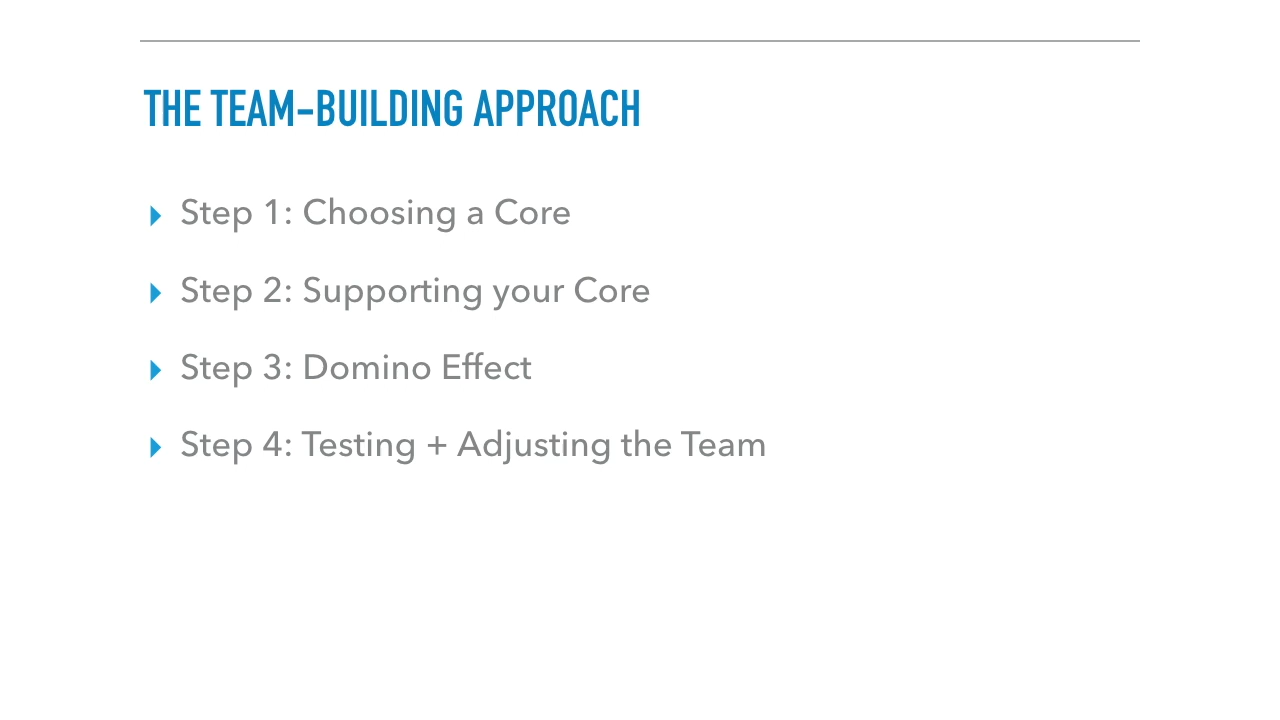 THE TEAM-BUILDING APPROACH
Step 1: Choosing a Core
Step 2: Supporting your Core
Step 3: Domino Effect
Step 4: Testing + Adjusting the Team